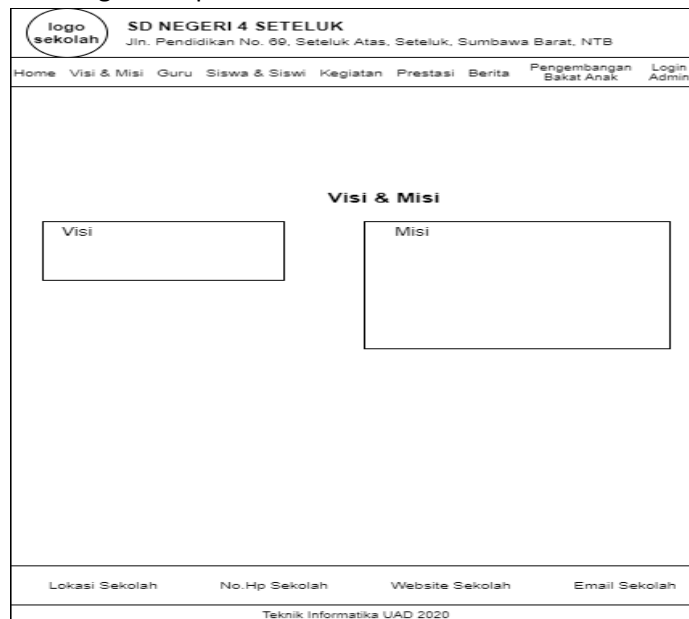 logo
sekolah
SD NEGERI 4 SETELUK
Jln. Pendidikan No. 69, Seteluk Atas, Seteluk, Sumbawa Barat, NTB
Home Visi & Misi Guru Siswa & Siswi Kegiatan Prestasi Berita Pengembangan Bakat Anak Login Admin
Visi & Misi
Visi
Misi
Lokasi Sekolah No.Hp Sekolah Website Sekolah Email Sekolah
Teknik Informatika UAD 2020